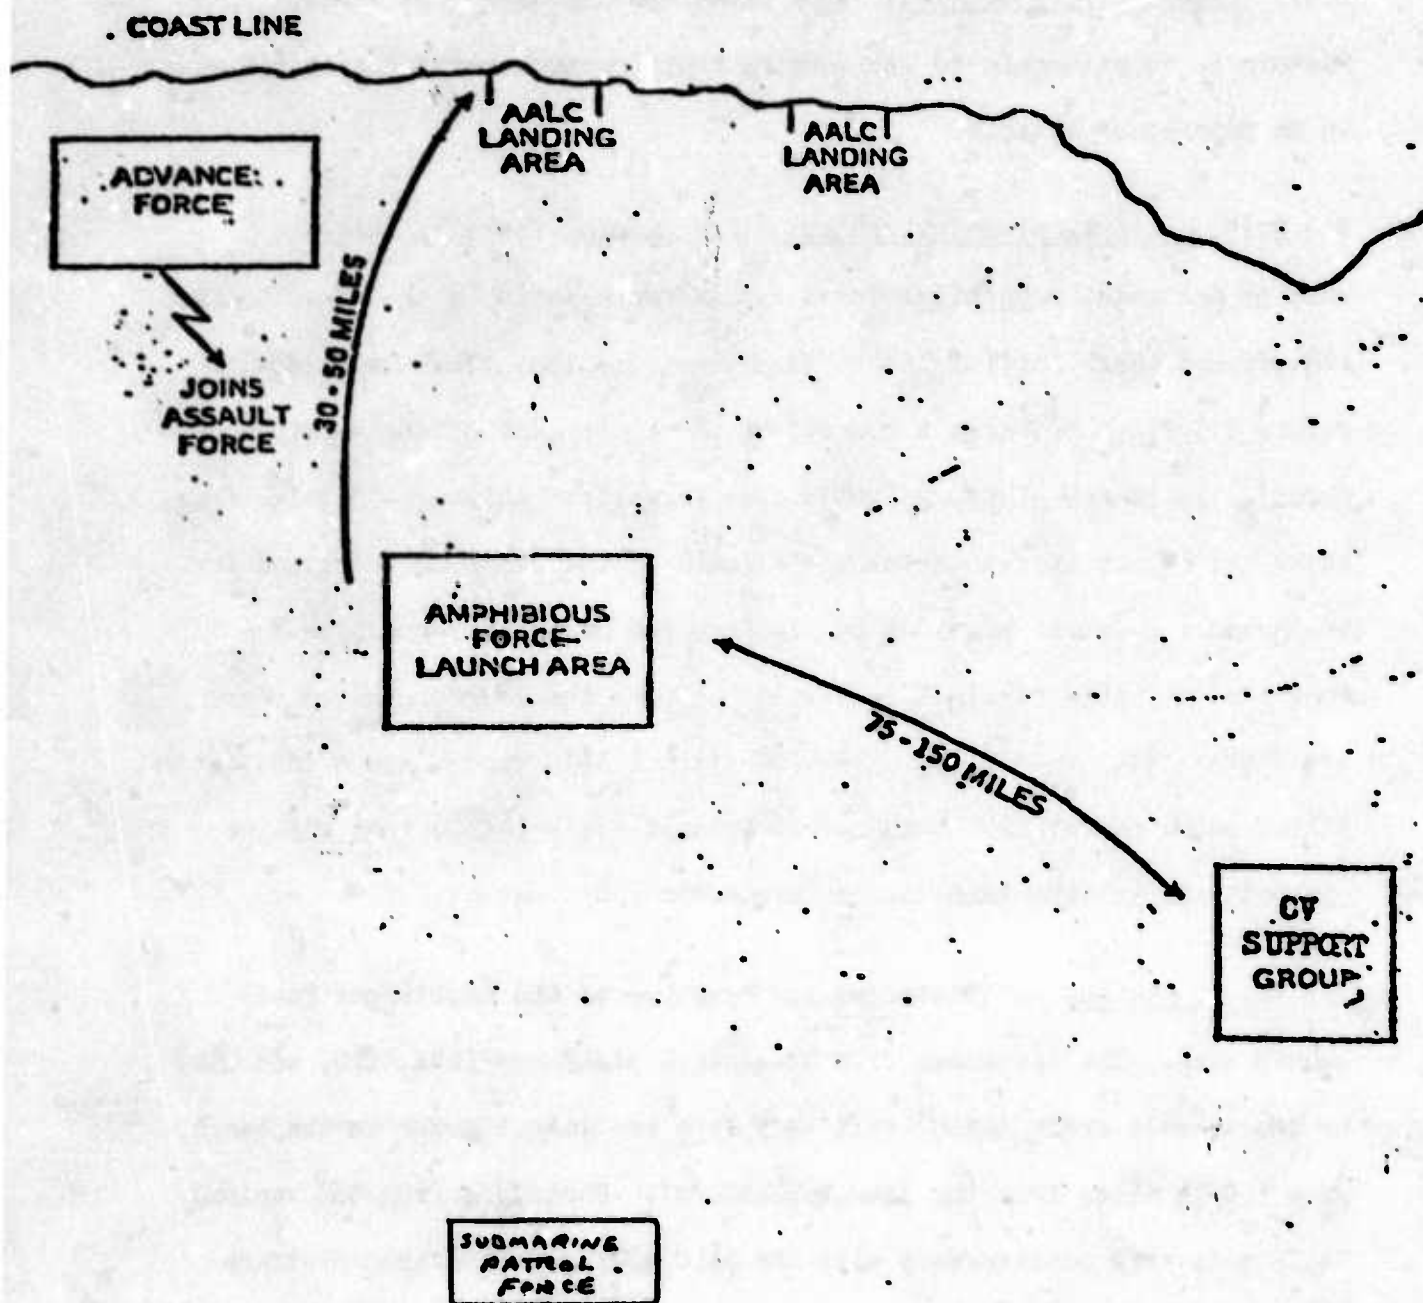 COAST LINE
AALC
LANDING
AREA
AALC
LANDING
AREA
ADVANCE
FORCE
JOINS
ASSAULT
FORCE
30 - 50 MILES
AMPHIBIOUS
FORCE
LAUNCH AREA
75 - 150 MILES
CV
SUPPORT
GROUP
SUBMARINE
PATROL
FORCE